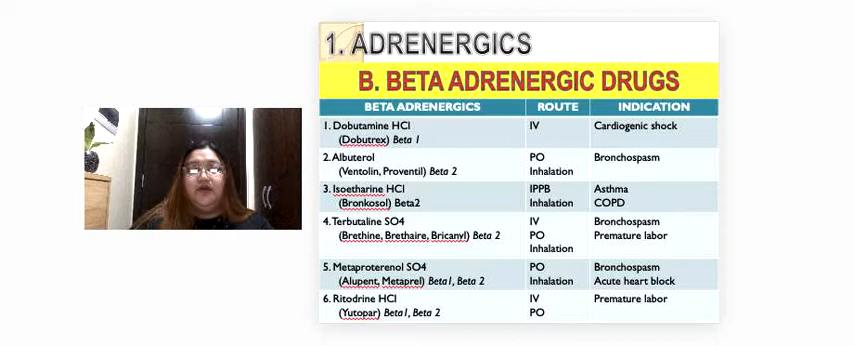 1. ADRENERGICS
B. BETA ADRENERGIC DRUGS
BETA ADRENERGICS ROUTE INDICATION
1. Dobutamine HCl IV Cardiogenic shock
(Dobutrex) Beta 1
2. Albuterol PO Bronchospasm
(Ventolin, Proventil) Beta 2 Inhalation
3. Isoetharine HCl IPPB Asthma
(Bronkosol) Beta2 Inhalation COPD
4. Terbutaline SO4 IV Bronchospasm
(Brethine, Brethaire, Bricanyl) Beta 2 PO Premature labor
Inhalation
5. Metaproterenol SO4 PO Bronchospasm
(Alupent, Metaprel) Beta1, Beta 2 Inhalation Acute heart block
6. Ritodrine HCl IV Premature labor
(Yutopar) Beta1, Beta 2 PO